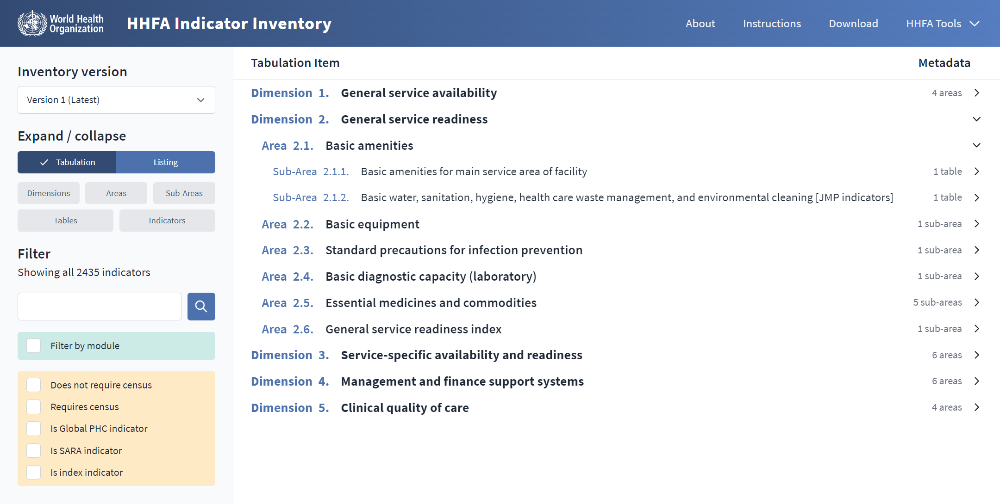 World Health
Organization
HHFA Indicator Inventory
About
Instructions
Download
HHFA Tools
Inventory version
Version 1 (Latest)
Expand / collapse
Tabulation
Listing
Dimensions
Areas
Sub-Areas
Tables
Indicators
Filter
Showing all 2435 indicators
Filter by module
Does not require census
Requires census
Is Global PHC indicator
Is SARA indicator
Is index indicator
Tabulation Item
Metadata
Dimension 1. General service availability 4 areas
Dimension 2. General service readiness
Area 2.1. Basic amenities
Sub-Area 2.1.1. Basic amenities for main service area of facility 1 table
Sub-Area 2.1.2. Basic water, sanitation, hygiene, health care waste management, and environmental cleaning [JMP indicators] 1 table
Area 2.2. Basic equipment 1 sub-area
Area 2.3. Standard precautions for infection prevention 1 sub-area
Area 2.4. Basic diagnostic capacity (laboratory) 1 sub-area
Area 2.5. Essential medicines and commodities 5 sub-areas
Area 2.6. General service readiness index 1 sub-area
Dimension 3. Service-specific availability and readiness 6 areas
Dimension 4. Management and finance support systems 6 areas
Dimension 5. Clinical quality of care 4 areas